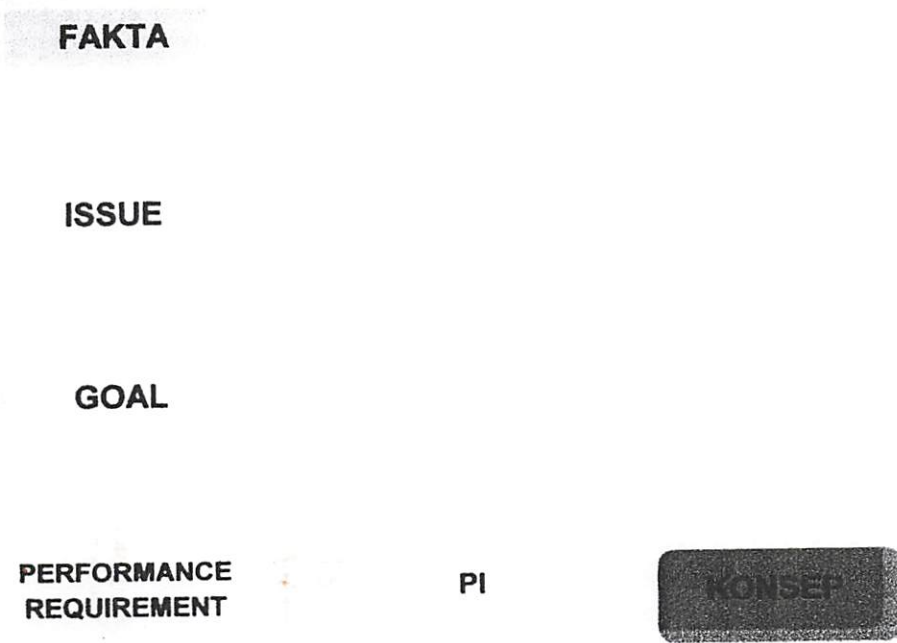 FAKTA
ISSUE
GOAL
PERFORMANCE
REQUIREMENT
PI
KONSEP